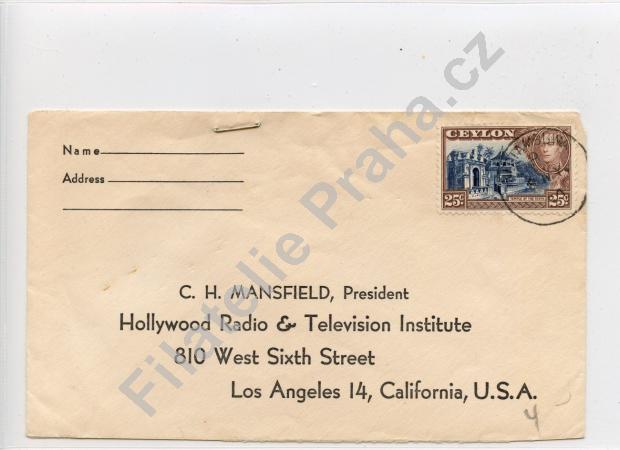 CEYLON
25c 25c
Name
Address
C. H. MANSFIELD, President
Hollywood Radio & Television Institute
810 West Sixth Street
Los Angeles 14, California, U.S.A.
4
Filatelie Praha.cz